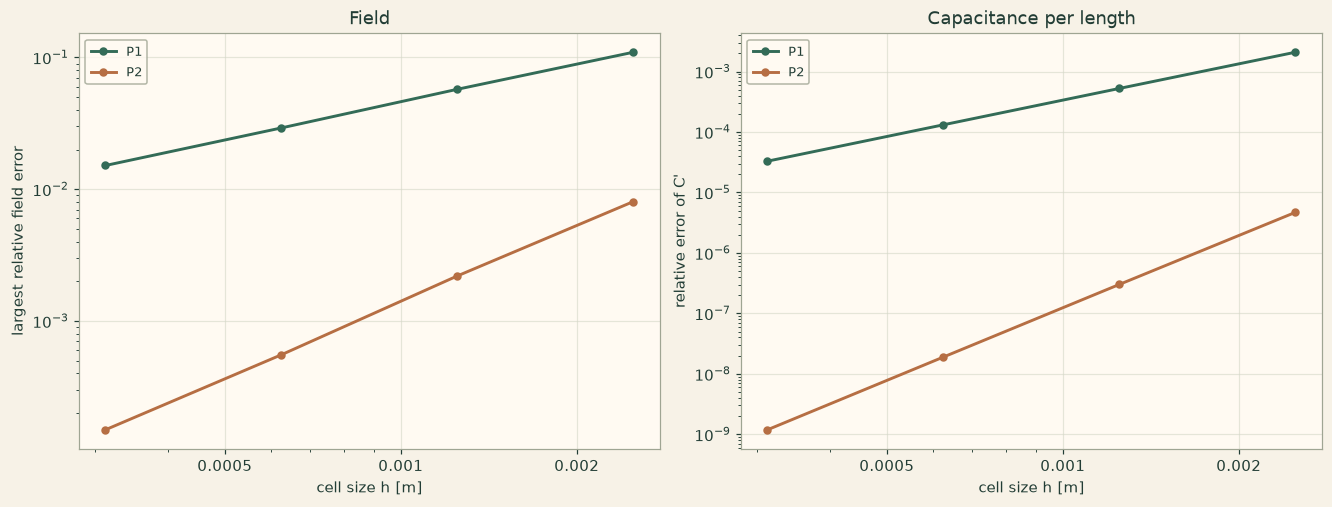 Field
P1
P2
10⁻¹
10⁻²
10⁻³
largest relative field error
0.0005
0.001
0.002
cell size h [m]
Capacitance per length
P1
P2
10⁻³
10⁻⁴
10⁻⁵
10⁻⁶
10⁻⁷
10⁻⁸
10⁻⁹
relative error of C'
0.0005
0.001
0.002
cell size h [m]